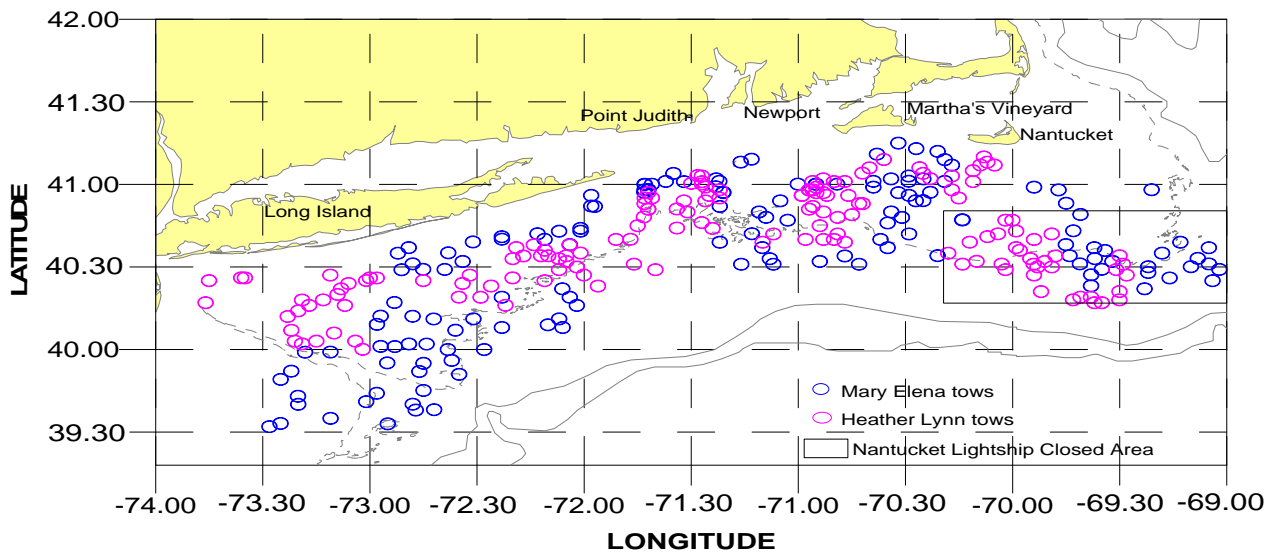 42.00
41.30
41.00
40.30
40.00
39.30
LATITUDE
Point Judith
Newport
Martha's Vineyard
Nantucket
Long Island
Mary Elena tows
Heather Lynn tows
Nantucket Lightship Closed Area
-74.00 -73.30 -73.00 -72.30 -72.00 -71.30 -71.00 -70.30 -70.00 -69.30 -69.00
LONGITUDE